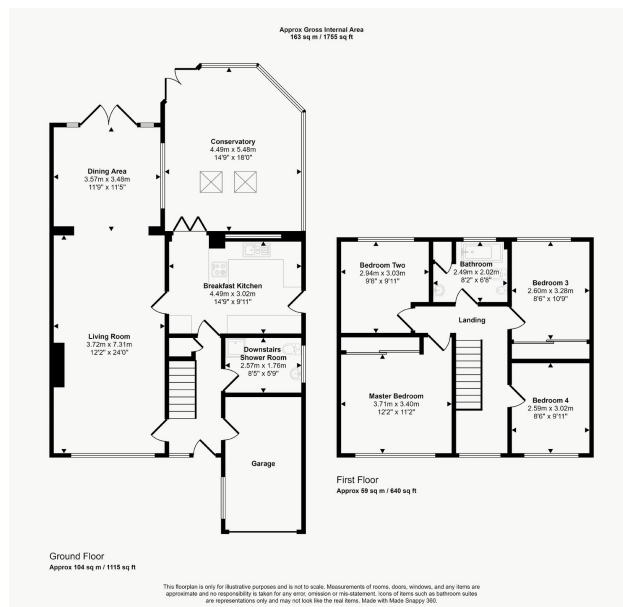 Approx Gross Internal Area
163 sq m / 1755 sq ft
Conservatory
4.49m x 5.48m
14'9" x 18'0"
Dining Area
3.57m x 3.48m
11'9" x 11'5"
Breakfast Kitchen
4.49m x 3.02m
14'9" x 9'11"
Living Room
3.72m x 7.31m
12'2" x 24'0"
Downstairs
Shower Room
2.57m x 1.76m
8'5" x 5'9"
Garage
Ground Floor
Approx 104 sq m / 1115 sq ft
Bedroom Two
2.94m x 3.03m
9'8" x 9'11"
Bathroom
2.49m x 2.02m
8'2" x 6'8"
Bedroom 3
2.60m x 3.28m
8'6" x 10'9"
Landing
Master Bedroom
3.71m x 3.40m
12'2" x 11'2"
Bedroom 4
2.59m x 3.02m
8'6" x 9'11"
First Floor
Approx 59 sq m / 640 sq ft
This floorplan is only for illustrative purposes and is not to scale. Measurements of rooms, doors, windows, and any items are
approximate and no responsibility is taken for any error, omission or mis-statement. Icons of items such as bathroom suites
are representations only and may not look like the real items. Made with Made Snappy 360.